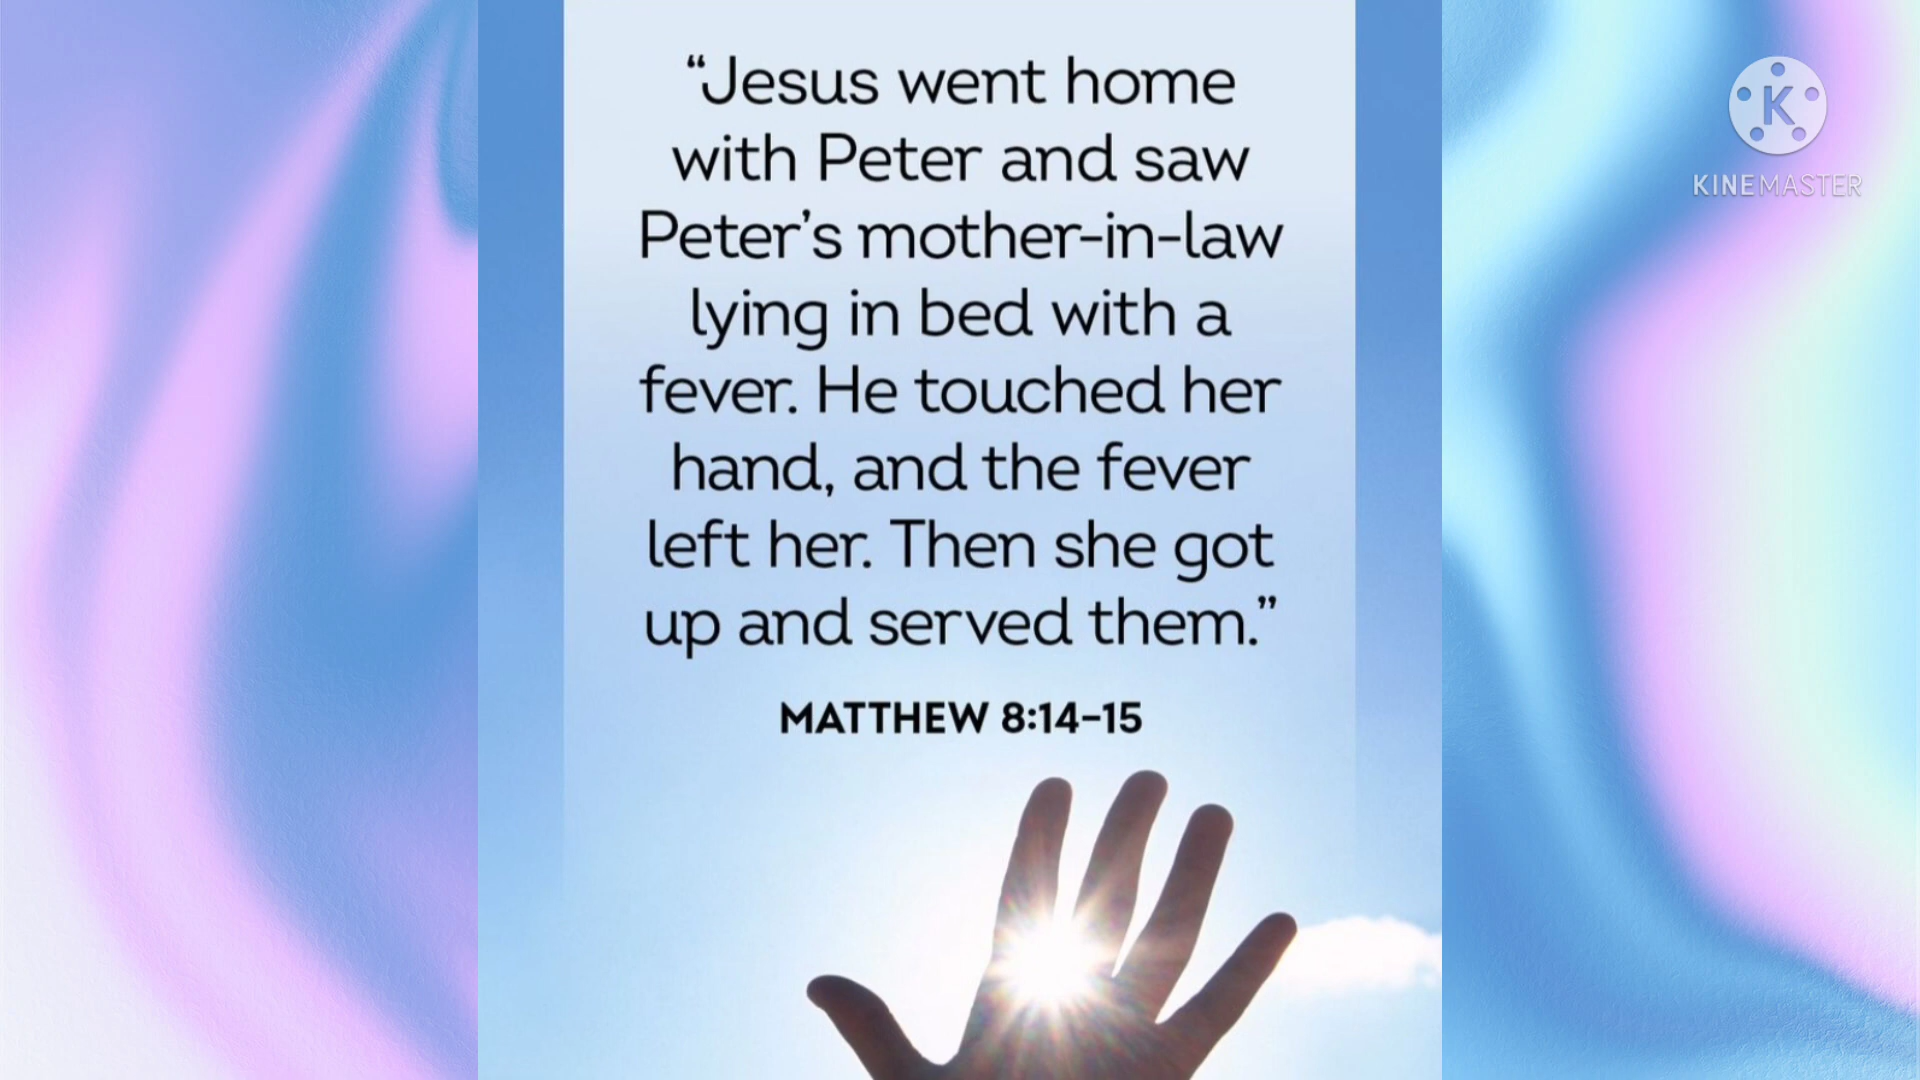 “Jesus went home
with Peter and saw
Peter’s mother-in-law
lying in bed with a
fever. He touched her
hand, and the fever
left her. Then she got
up and served them.”
MATTHEW 8:14-15
K
KINEMASTER